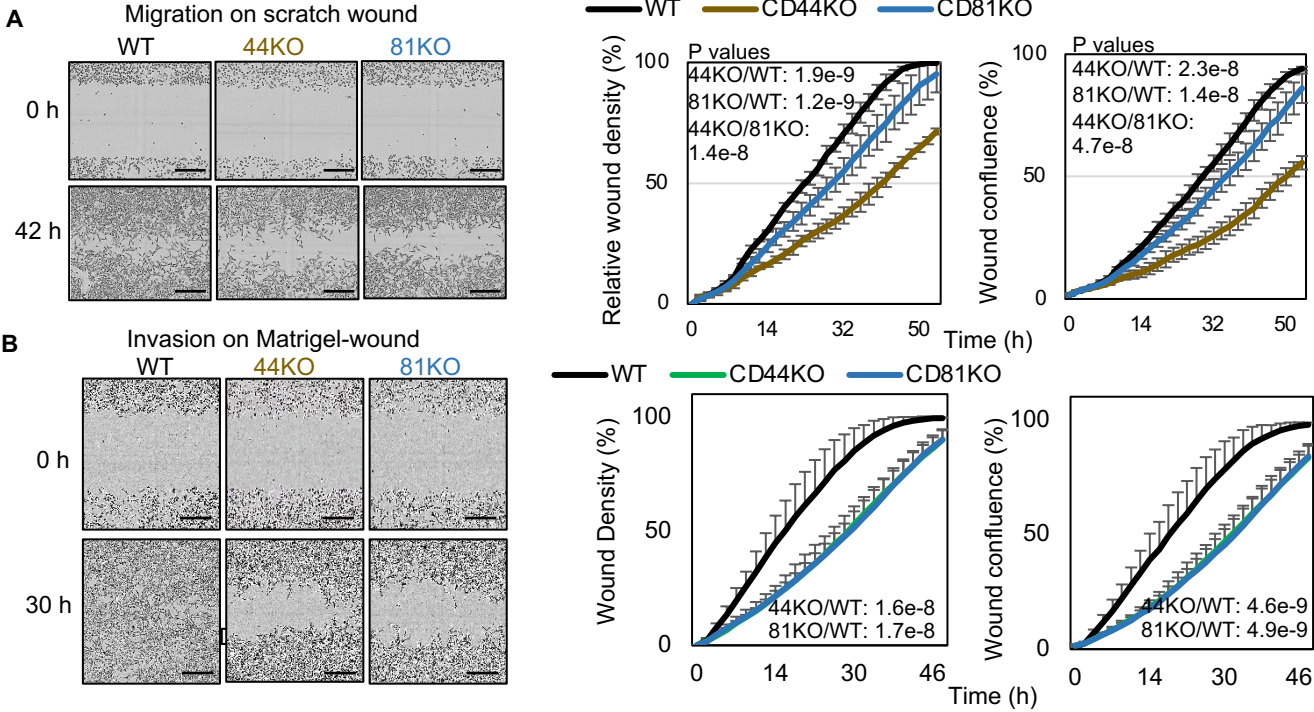 A
Migration on scratch wound
WT 44KO 81KO
0 h
42 h
WT CD44KO CD81KO
Relative wound density (%)
100
50
0
P values
44KO/WT: 1.9e-9
81KO/WT: 1.2e-9
44KO/81KO:
1.4e-8
0 14 32 50
Wound confluence (%)
100
50
0
P values
44KO/WT: 2.3e-8
81KO/WT: 1.4e-8
44KO/81KO:
4.7e-8
0 14 32 50
Time (h)
B
Invasion on Matrigel-wound
WT 44KO 81KO
0 h
30 h
WT CD44KO CD81KO
Wound Density (%)
100
50
0
44KO/WT: 1.6e-8
81KO/WT: 1.7e-8
0 14 30 46
Wound confluence (%)
100
50
0
44KO/WT: 4.6e-9
81KO/WT: 4.9e-9
0 14 30 46
Time (h)